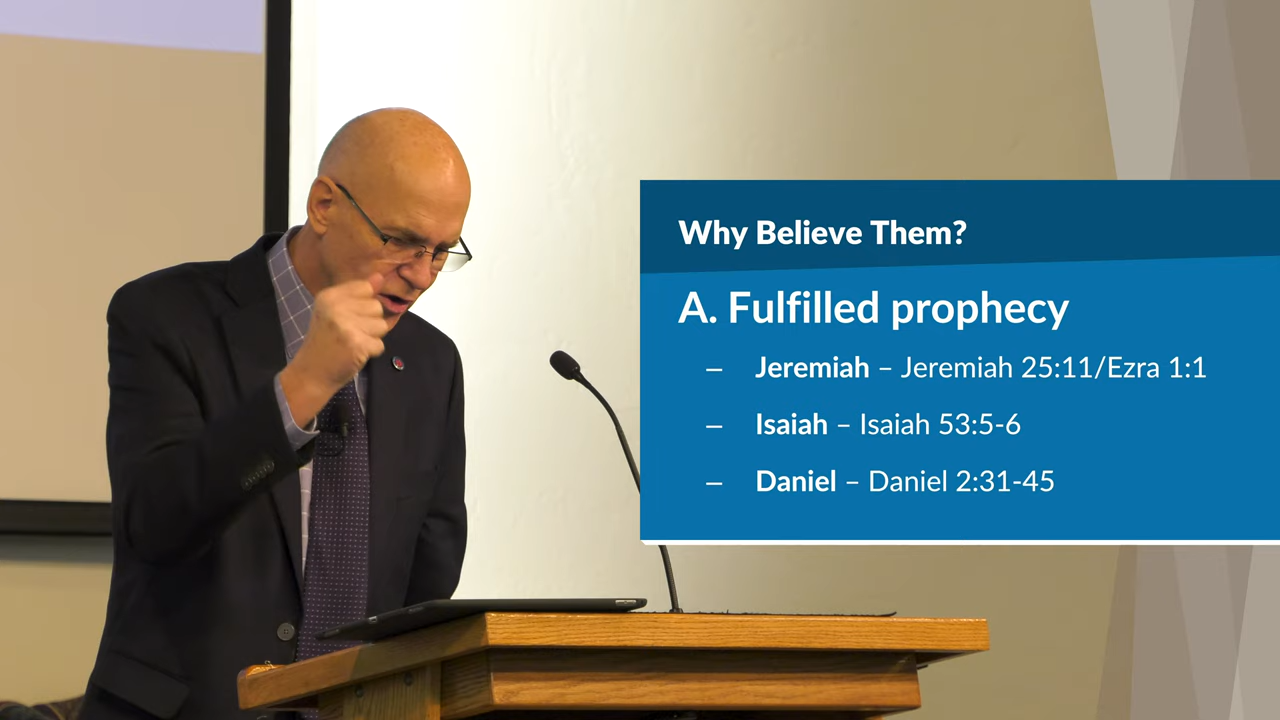 Why Believe Them?
A. Fulfilled prophecy
– Jeremiah – Jeremiah 25:11/Ezra 1:1
– Isaiah – Isaiah 53:5-6
– Daniel – Daniel 2:31-45